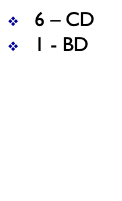 ❖ 6 – CD
❖ 1 - BD